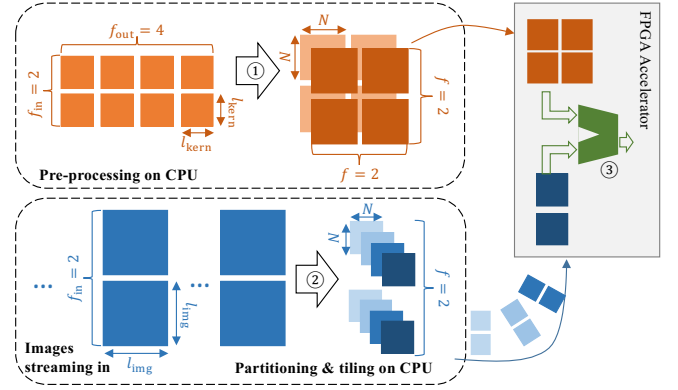 f_out = 4
f_in = 2
l_kern
l_kern
①
N
N
f = 2
f = 2
Pre-processing on CPU
FPGA Accelerator
③
...
f_in = 2
...
l_img
l_img
②
N
N
f = 2
Images
streaming in
Partitioning & tiling on CPU